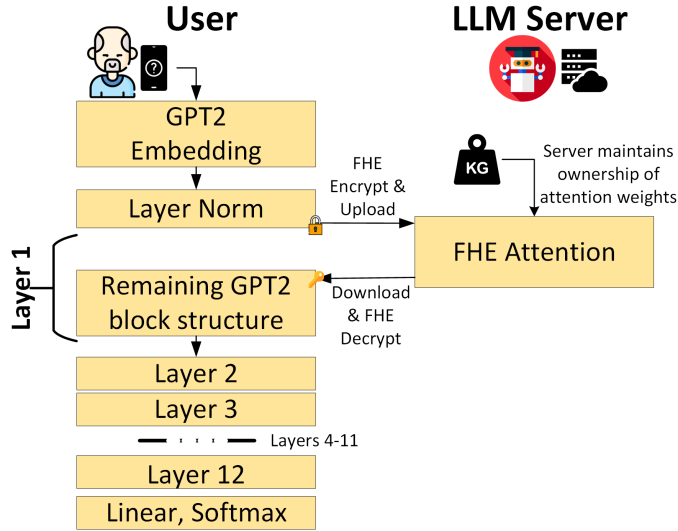 User
LLM Server
?
GPT2
Embedding
KG
Server maintains
ownership of
attention weights
FHE
Encrypt &
Upload
Layer Norm
FHE Attention
Layer 1
Remaining GPT2
block structure
Download
& FHE
Decrypt
Layer 2
Layer 3
Layers 4-11
Layer 12
Linear, Softmax